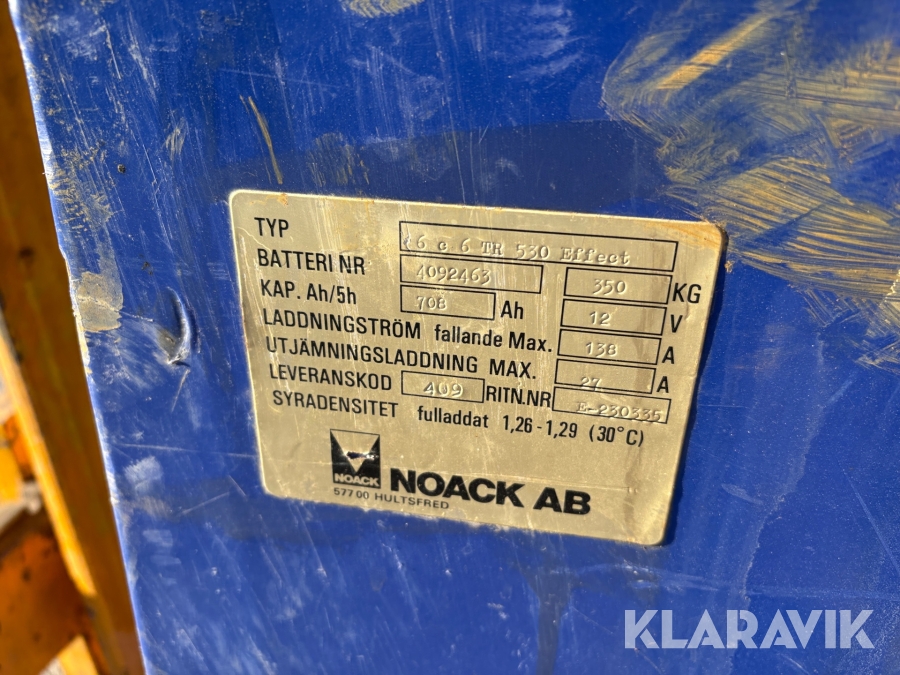 TYP 6 6 TR 530 Effect
BATTERI NR 4092463 350 KG
KAP. Ah/5h 708 Ah 12 V
LADDNINGSTRÖM fallande Max. 138 A
UTJÄMNINGSLADDNING MAX. 27 A
LEVERANSKOD 409 RITN.NR E-230335
SYRADENSITET fulladdat 1,26 - 1,29 (30°C)
NOACK
NOACK AB
577 00 HULTSFRED
KLARAVIK